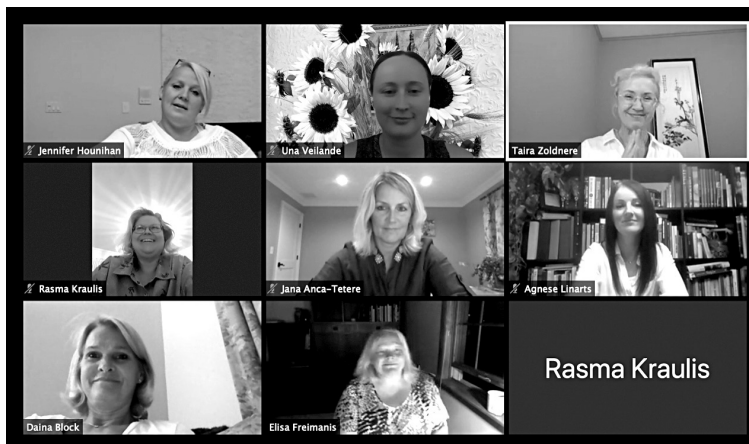 Jennifer Hounihan
Una Veilande
Taira Zoldnere
Rasma Kraulis
Jana Anca-Tetere
Agnese Linarts
Daina Block
Elisa Freimanis
Rasma Kraulis